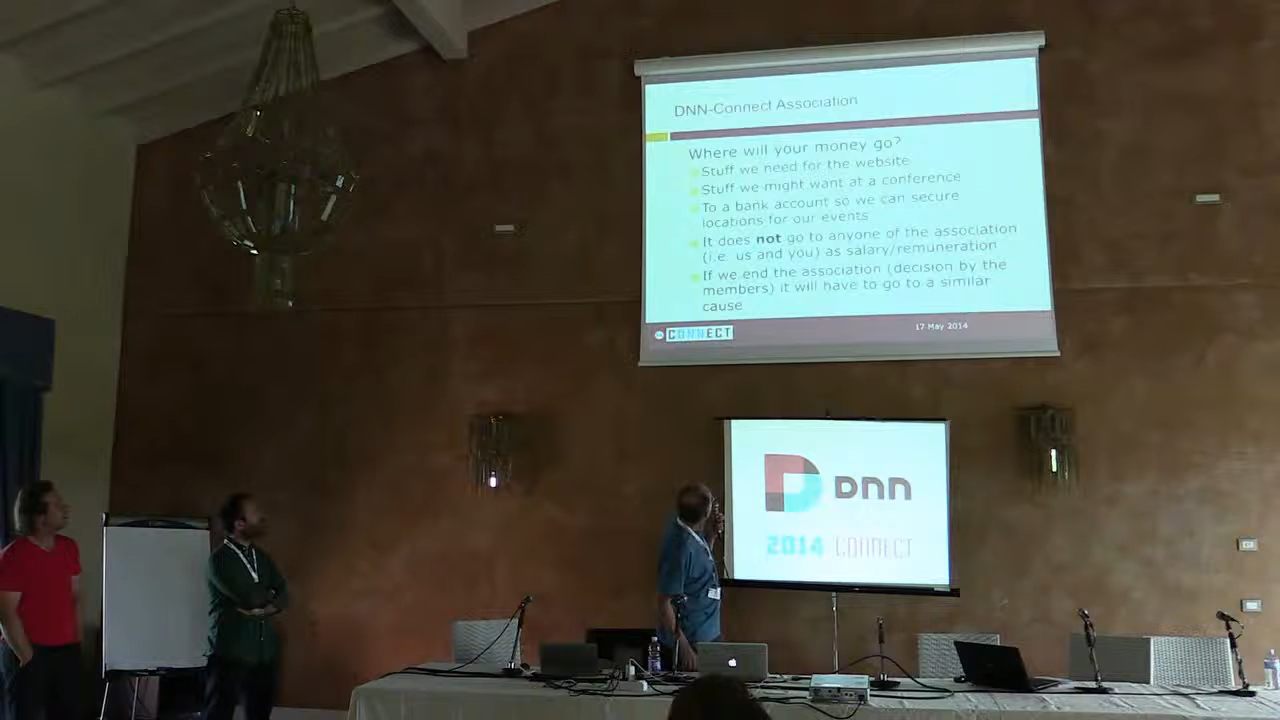 DNN-Connect Association
Where will your money go?
Stuff we need for the website
Stuff we might want at a conference
To a bank account so we can secure
locations for our events
It does not go to anyone of the association
(i.e. us and you) as salary/remuneration
If we end the association (decision by the
members) it will have to go to a similar
cause
CONNECT
17 May 2014
DNN
2014 CONNECT